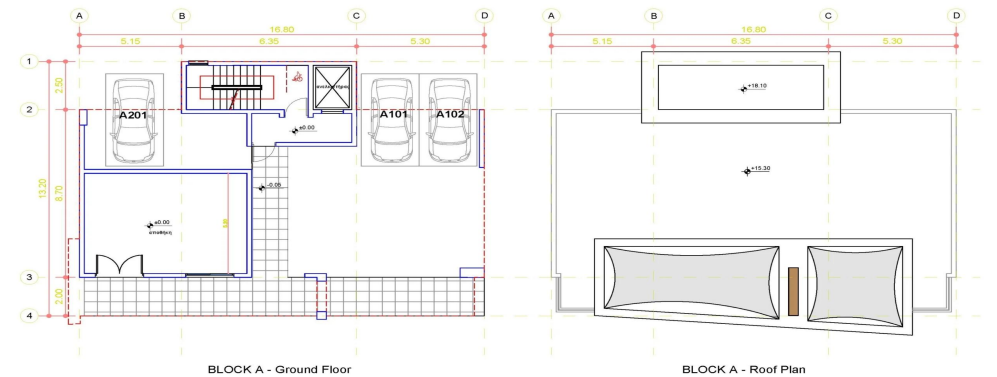 A B C D
16.80
5.15 6.35 5.30
1
2
3
4
2.50
8.70
2.00
13.20
A201
A101
A102
±0.00
-0.05
±0.00
αποθήκη
BLOCK A - Ground Floor
A B C D
16.80
5.15 6.35 5.30
+18.10
+15.30
BLOCK A - Roof Plan